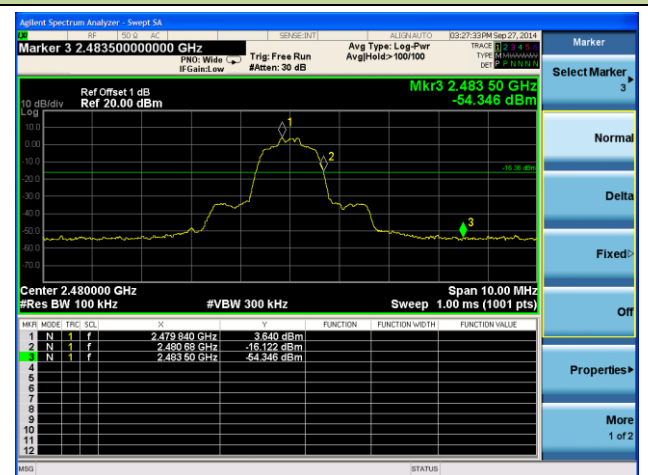 Agilent Spectrum Analyzer - Swept SA
RF 50 Ω AC SENSE:INT ALIGN AUTO 03:27:33 PM Sep 27, 2014
Marker 3 2.483500000000 GHz
PNO: Wide
IFGain:Low
Trig: Free Run
#Atten: 30 dB
Avg Type: Log-Pwr
Avg|Hold:> 100/100
TRACE 1 2 3 4 5 6
TYPE
DET P P N N N N
Ref Offset 1 dB
Ref 20.00 dBm
10 dB/div
Log
Mkr3 2.483 50 GHz
-54.346 dBm
10.0
0.00
-10.0
-20.0
-30.0
-40.0
-50.0
-60.0
-70.0
1
2
3
-16.36 dBm
Center 2.480000 GHz Span 10.00 MHz
#Res BW 100 kHz #VBW 300 kHz Sweep 1.00 ms (1001 pts)
MKR MODE TRC SCL X Y FUNCTION FUNCTION WIDTH FUNCTION VALUE
1 N 1 f 2.479 840 GHz 3.640 dBm
2 N 1 f 2.480 68 GHz -16.122 dBm
3 N 1 f 2.483 50 GHz -54.346 dBm
4
5
6
7
8
9
10
11
12
MSG STATUS
Marker
Select Marker
3
Normal
Delta
Fixed
Off
Properties
More
1 of 2